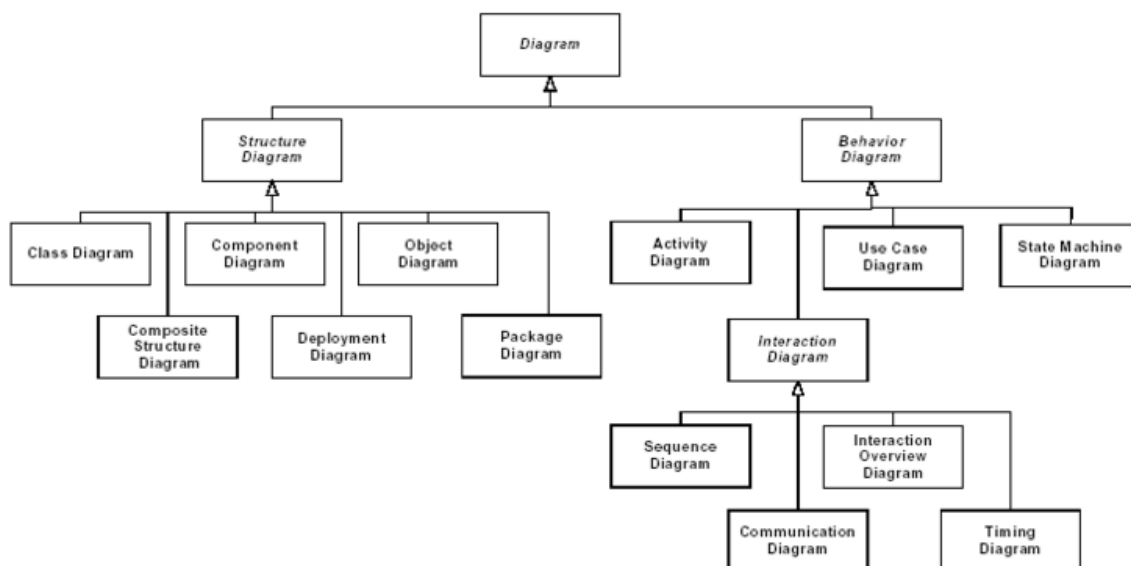 Diagram
Structure
Diagram
Behavior
Diagram
Class Diagram
Component
Diagram
Object
Diagram
Activity
Diagram
Use Case
Diagram
State Machine
Diagram
Composite
Structure
Diagram
Deployment
Diagram
Package
Diagram
Interaction
Diagram
Sequence
Diagram
Interaction
Overview
Diagram
Communication
Diagram
Timing
Diagram